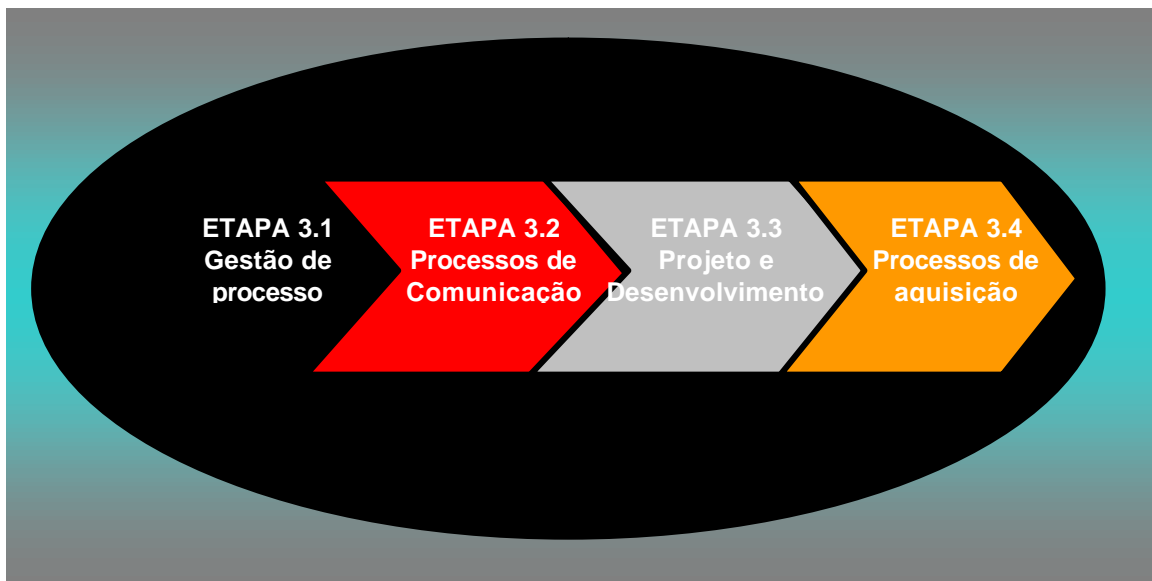 ETAPA 3.1
Gestão de
processo
ETAPA 3.2
Processos de
Comunicação
ETAPA 3.3
Projeto e
Desenvolvimento
ETAPA 3.4
Processos de
aquisição